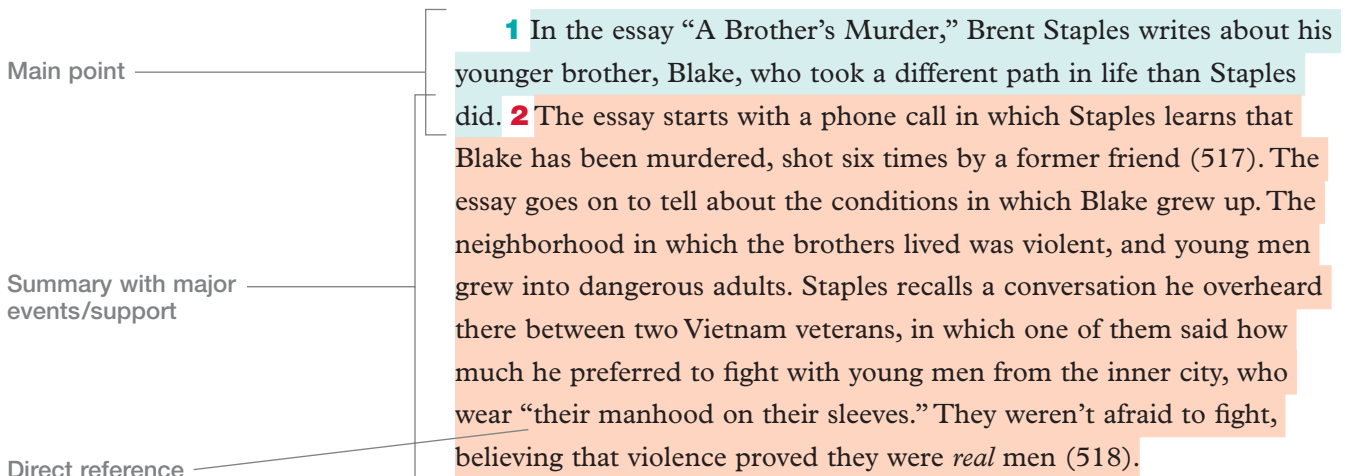 Main point
1 In the essay “A Brother’s Murder,” Brent Staples writes about his
younger brother, Blake, who took a different path in life than Staples
did. 2 The essay starts with a phone call in which Staples learns that
Blake has been murdered, shot six times by a former friend (517). The
essay goes on to tell about the conditions in which Blake grew up. The
neighborhood in which the brothers lived was violent, and young men
Summary with major
events/support
grew into dangerous adults. Staples recalls a conversation he overheard
there between two Vietnam veterans, in which one of them said how
much he preferred to fight with young men from the inner city, who
wear “their manhood on their sleeves.” They weren’t afraid to fight,
Direct reference
believing that violence proved they were real men (518).